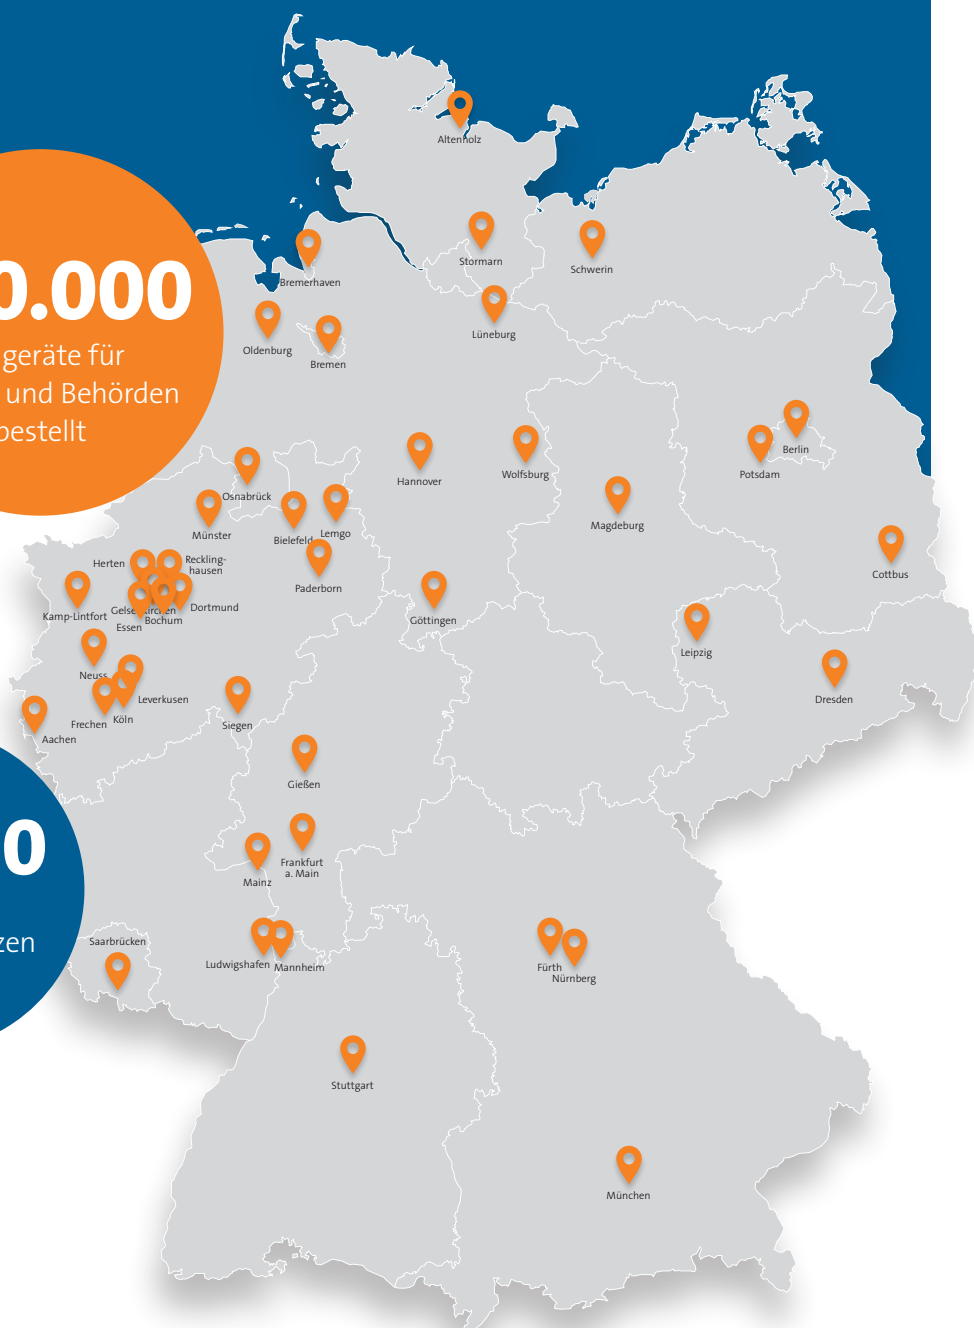 Altenholz
Stormarn
Schwerin
Bremerhaven
0.000
Lüneburg
Oldenburg
Bremen
geräte für
und Behörden
bestellt
Berlin
Potsdam
Hannover
Wolfsburg
Osnabrück
Magdeburg
Münster
Bielefeld
Lemgo
Herten
Reckling-
hausen
Cottbus
Paderborn
Kamp-Lintfort
Gelsenkirchen
Dortmund
Essen
Bochum
Göttingen
Leipzig
Neuss
Leverkusen
Dresden
Frechen
Köln
Siegen
Aachen
Gießen
0
Frankfurt
a. Main
Mainz
zen
Saarbrücken
Ludwigshafen
Mannheim
Fürth
Nürnberg
Stuttgart
München